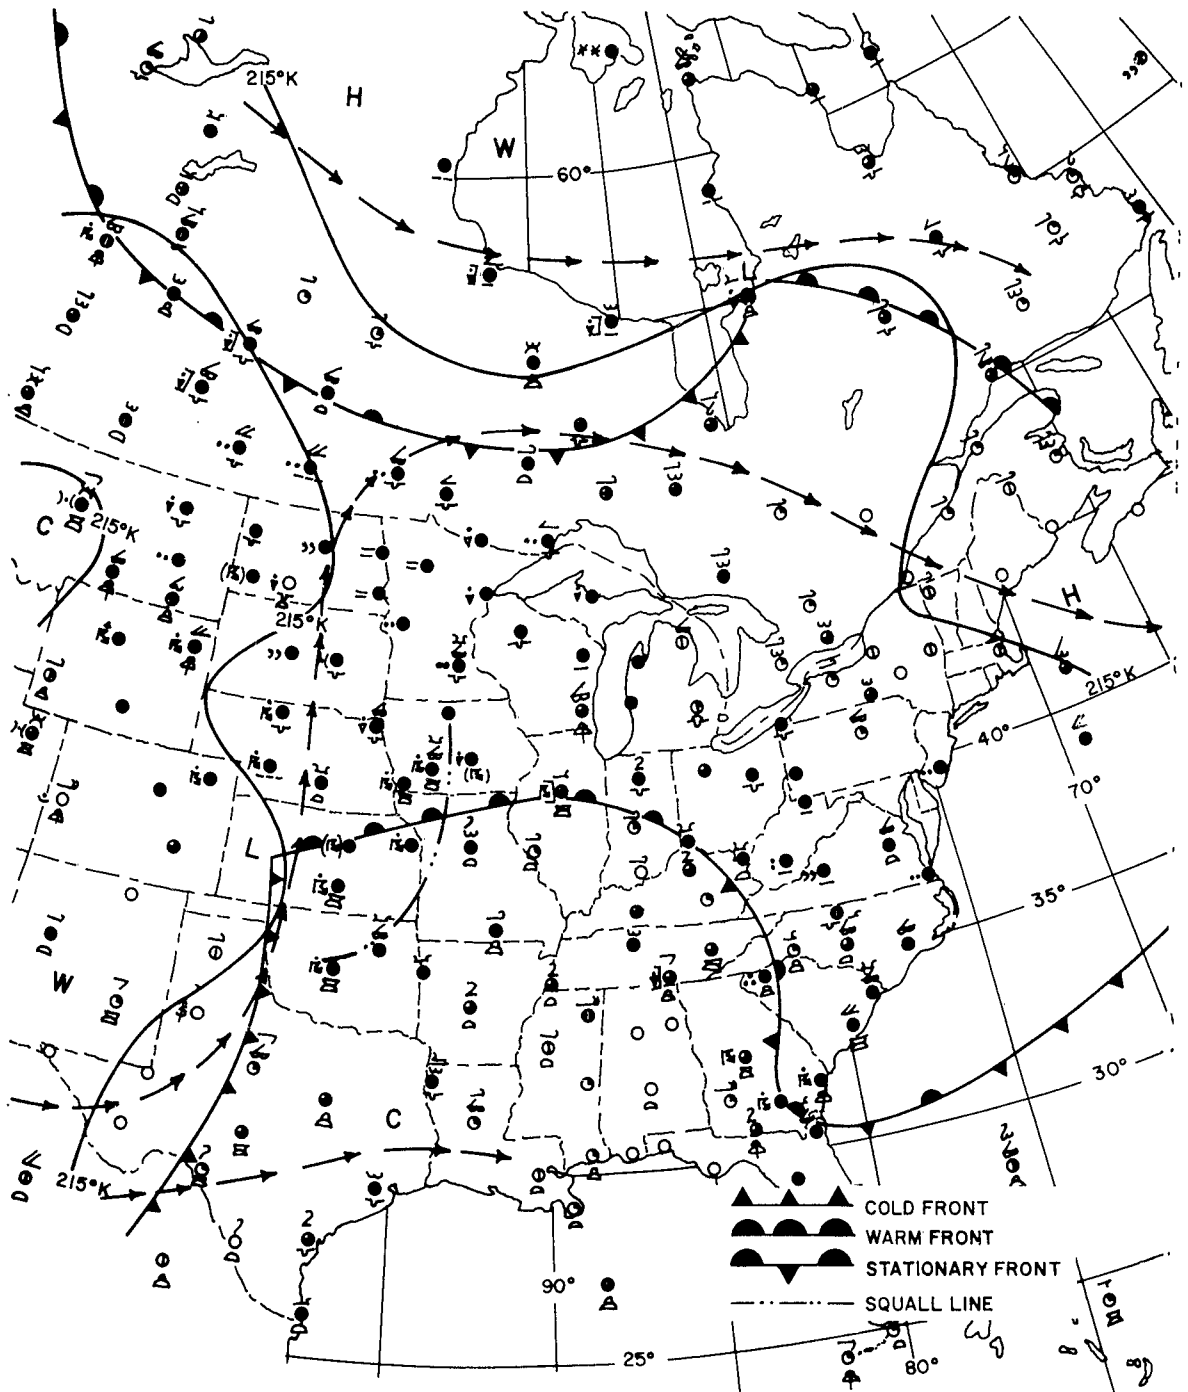 215°K
H
W
60°
L
C
215°K
215°K
H
215°K
40°
70°
L
35°
W
30°
C
215°K
COLD FRONT
WARM FRONT
STATIONARY FRONT
SQUALL LINE
90°
25°
80°